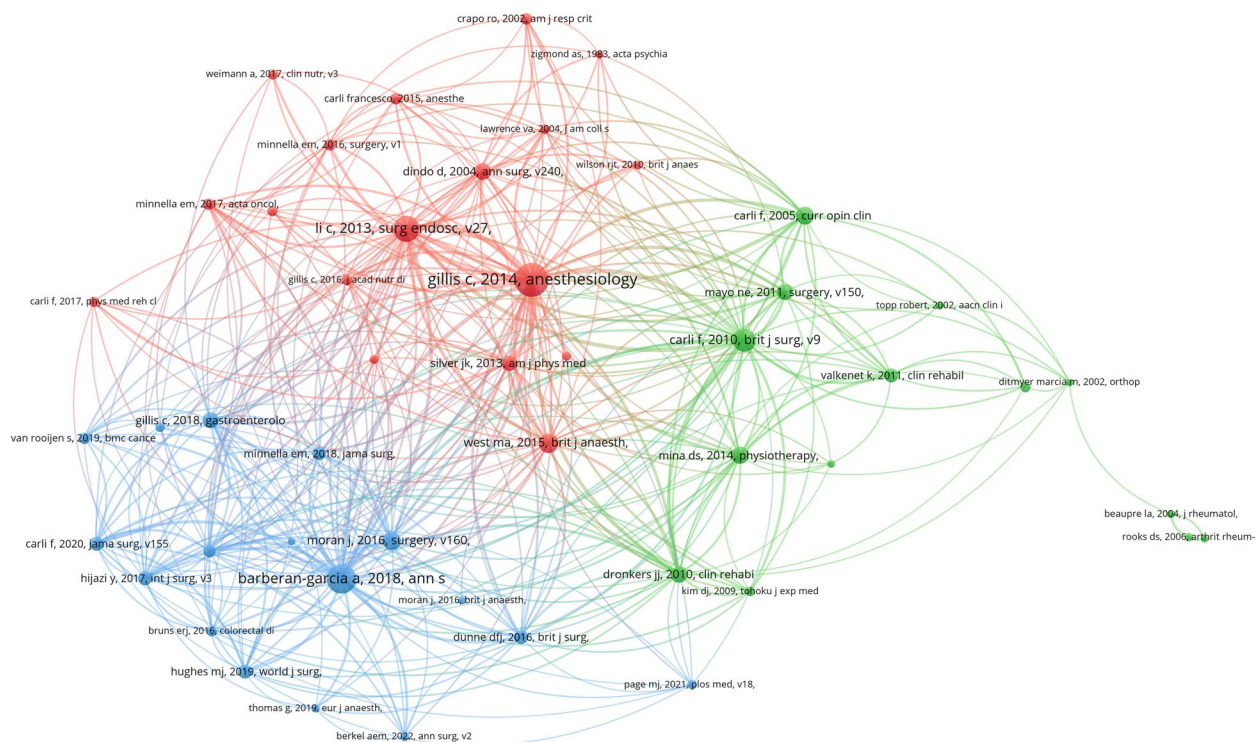 crapo ro, 2002, am j resp crit
zigmond as, 1983, acta psychia
weimann a, 2017, clin nutr, v3
carli francesco, 2015, anesthe
lawrence va, 2004, j am coll s
minnella em, 2016, surgery, v1
dindo d, 2004, ann surg, v240,
wilson rjt, 2010, brit j anaes
minnella em, 2017, acta oncol,
carli f, 2005, curr opin clin
li c, 2013, surg endosc, v27,
gillis c, 2016, j acad nutr di
gillis c, 2014, anesthesiology
mayo ne, 2011, surgery, v150,
carli f, 2017, phys med reh cl
topp robert, 2002, aacn clin i
carli f, 2010, brit j surg, v9
silver jk, 2013, am j phys med
valkenet k, 2011, clin rehabil
ditmyer marcia m, 2002, orthop
gillis c, 2018, gastroenterolo
van rooijen s, 2019, bmc cance
west ma, 2015, brit j anaesth,
minnella em, 2018, jama surg,
mina ds, 2014, physiotherapy,
beaupre la, 2004, j rheumatol,
rooks ds, 2006, arthrit rheum-
carli f, 2020, jama surg, v155
moran j, 2016, surgery, v160,
hijazi y, 2017, int j surg, v3
barberan-garcia a, 2018, ann s
dronkers jj, 2010, clin rehabi
kim dj, 2009, tohoku j exp med
moran j, 2016, brit j anaesth,
bruns erj, 2016, colorectal di
dunne dfj, 2016, brit j surg,
hughes mj, 2019, world j surg,
page mj, 2021, plos med, v18,
thomas g, 2019, eur j anaesth,
berkel aem, 2022, ann surg, v2